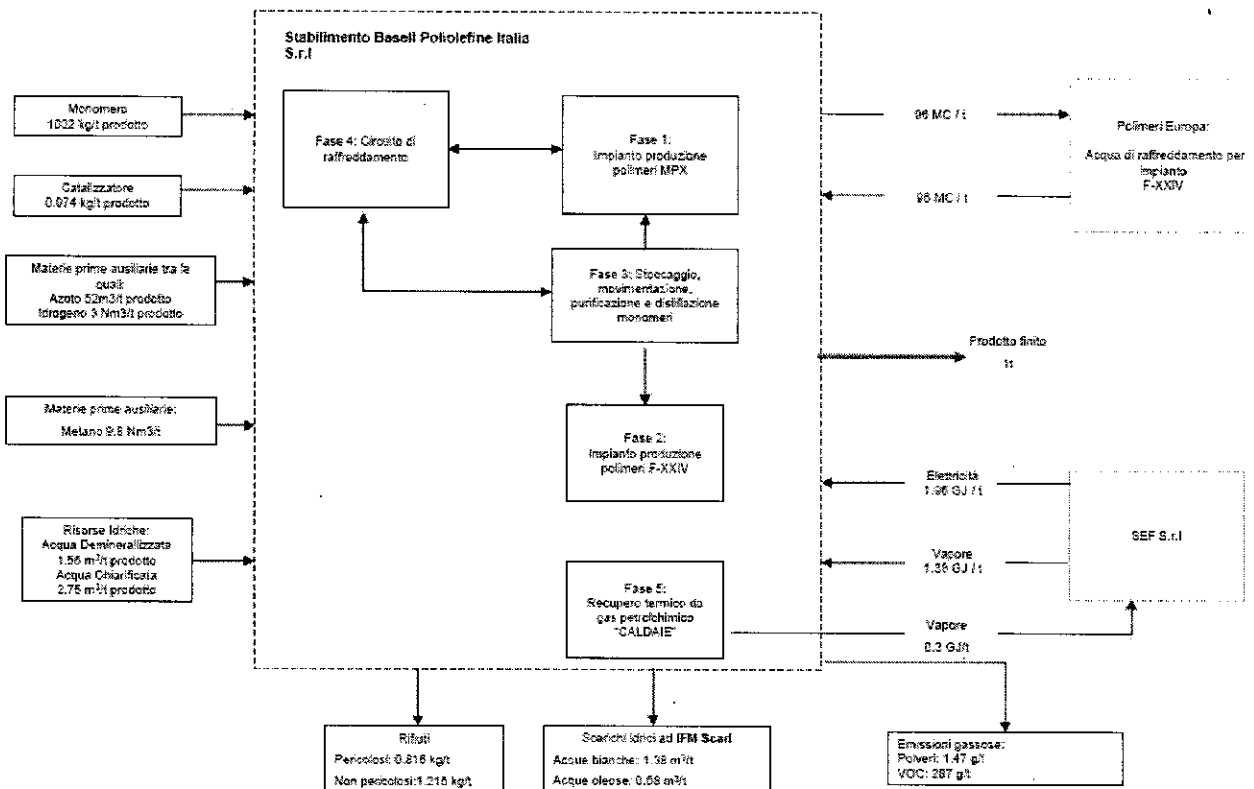 Stabilimento Basell Poliolefine Italia
S.r.l
Monomero
1032 kg/t prodotto
Catalizzatore
0.074 kg/t prodotto
Materie prime ausiliarie tra le
quali:
Azoto 52m3/t prodotto
Idrogeno 3 Nm3/t prodotto
Materie prime ausiliarie:
Metano 9.8 Nm3/t
Risorse Idriche:
Acqua Demineralizzata
1.56 m³/t prodotto
Acqua Chiarificata
2.75 m³/t prodotto
Fase 4: Circuito di
raffreddamento
Fase 1:
Impianto produzione
polimeri MPX
Fase 3: Stoccaggio,
movimentazione,
purificazione e distillazione
monomeri
Fase 2:
Impianto produzione
polimeri F-XXIV
Fase 5:
Recupero termico da
gas petrolchimico
"CALDAIE"
96 MC / t
96 MC / t
Polimeri Europa:
Acqua di raffreddamento per
impianto
F-XXIV
Prodotto finito
1t
Elettricità
1.96 GJ / t
Vapore
GJ / t
Vapore
GJ/t
SEF S.r.l
Rifiuti
Pericolosi: 0.816 kg/t
Non pericolosi:1.215 kg/t
Scarichi idrici ad IFM Scarl
Acque bianche: 1.38 m³/t
Acque oleose: 0.58 m³/t
Emissioni gassose:
Polveri: 1.47 g/t
VOC: 287 g/t